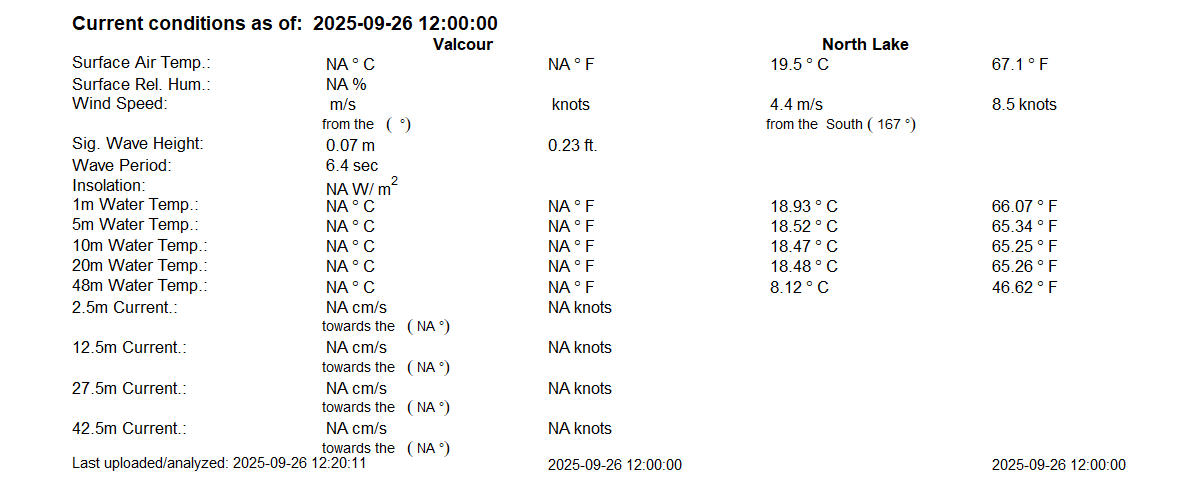 Current conditions as of: 2025-09-26 12:00:00
Valcour North Lake
Surface Air Temp.: NA ° C NA ° F 19.5 ° C 67.1 ° F
Surface Rel. Hum.: NA %
Wind Speed: m/s knots 4.4 m/s 8.5 knots
from the ( °) from the South ( 167 °)
Sig. Wave Height: 0.07 m 0.23 ft.
Wave Period: 6.4 sec
Insolation: NA W/ m²
1m Water Temp.: NA ° C NA ° F 18.93 ° C 66.07 ° F
5m Water Temp.: NA ° C NA ° F 18.52 ° C 65.34 ° F
10m Water Temp.: NA ° C NA ° F 18.47 ° C 65.25 ° F
20m Water Temp.: NA ° C NA ° F 18.48 ° C 65.26 ° F
48m Water Temp.: NA ° C NA ° F 8.12 ° C 46.62 ° F
2.5m Current.: NA cm/s NA knots
towards the ( NA °)
12.5m Current.: NA cm/s NA knots
towards the ( NA °)
27.5m Current.: NA cm/s NA knots
towards the ( NA °)
42.5m Current.: NA cm/s NA knots
towards the ( NA °)
Last uploaded/analyzed: 2025-09-26 12:20:11 2025-09-26 12:00:00 2025-09-26 12:00:00